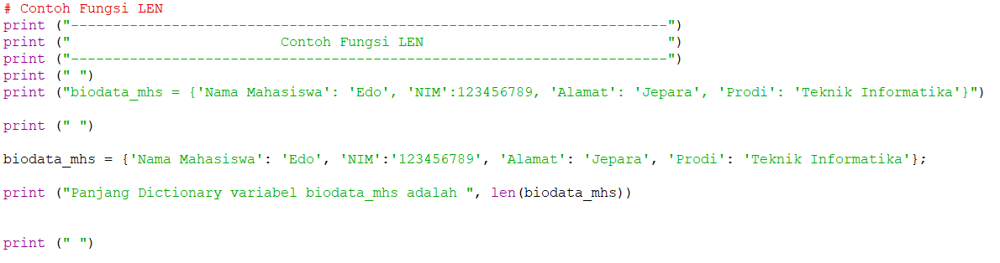 # Contoh Fungsi LEN
print ("-----------------------------------------------------------------------")
print ("                         Contoh Fungsi LEN                             ")
print ("-----------------------------------------------------------------------")
print (" ")
print ("biodata_mhs = {'Nama Mahasiswa': 'Edo', 'NIM':123456789, 'Alamat': 'Jepara', 'Prodi': 'Teknik Informatika'}")
print (" ")
biodata_mhs = {'Nama Mahasiswa': 'Edo', 'NIM':'123456789', 'Alamat': 'Jepara', 'Prodi': 'Teknik Informatika'};
print ("Panjang Dictionary variabel biodata_mhs adalah ", len(biodata_mhs))
print (" ")